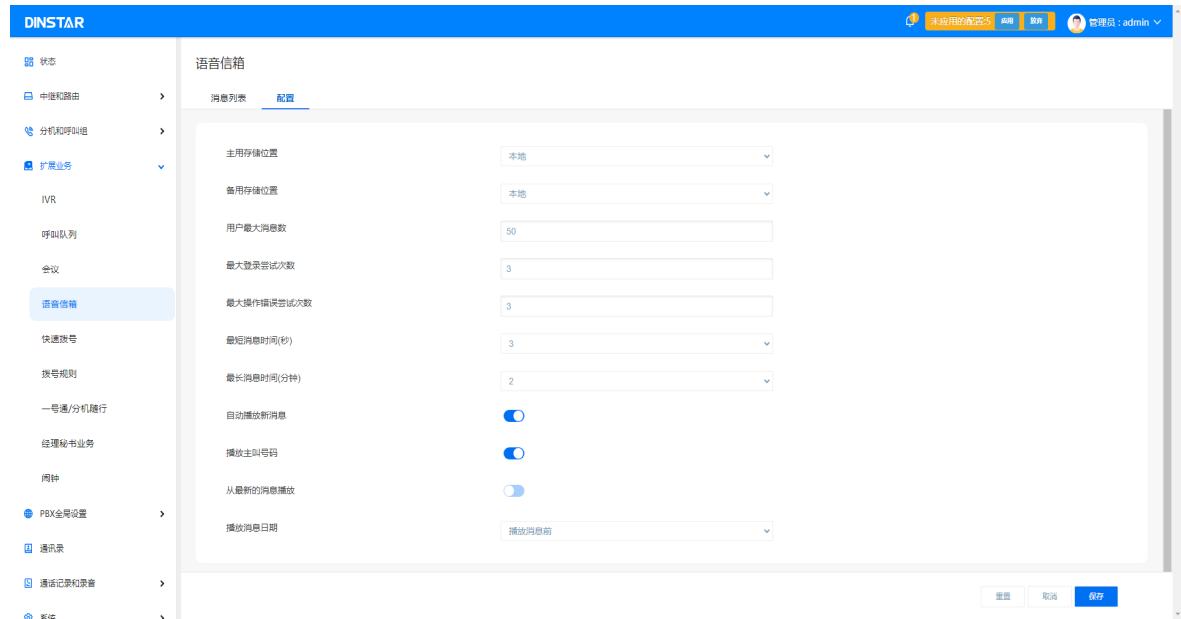 DINSTAR
1
未应用的配置:5 应用 放弃
管理员 : admin
状态
中继和路由
分机和呼叫组
扩展业务
IVR
呼叫队列
会议
语音信箱
快速拨号
拨号规则
一号通/分机随行
经理秘书业务
闹钟
PBX全局设置
通讯录
通话记录和录音
系统
语音信箱
消息列表 配置
主用存储位置 本地
备用存储位置 本地
用户最大消息数 50
最大登录尝试次数 3
最大操作错误尝试次数 3
最短消息时间(秒) 3
最长消息时间(分钟) 2
自动播放新消息
播放主叫号码
从最新的消息播放
播放消息日期 播放消息前
重置 取消 保存